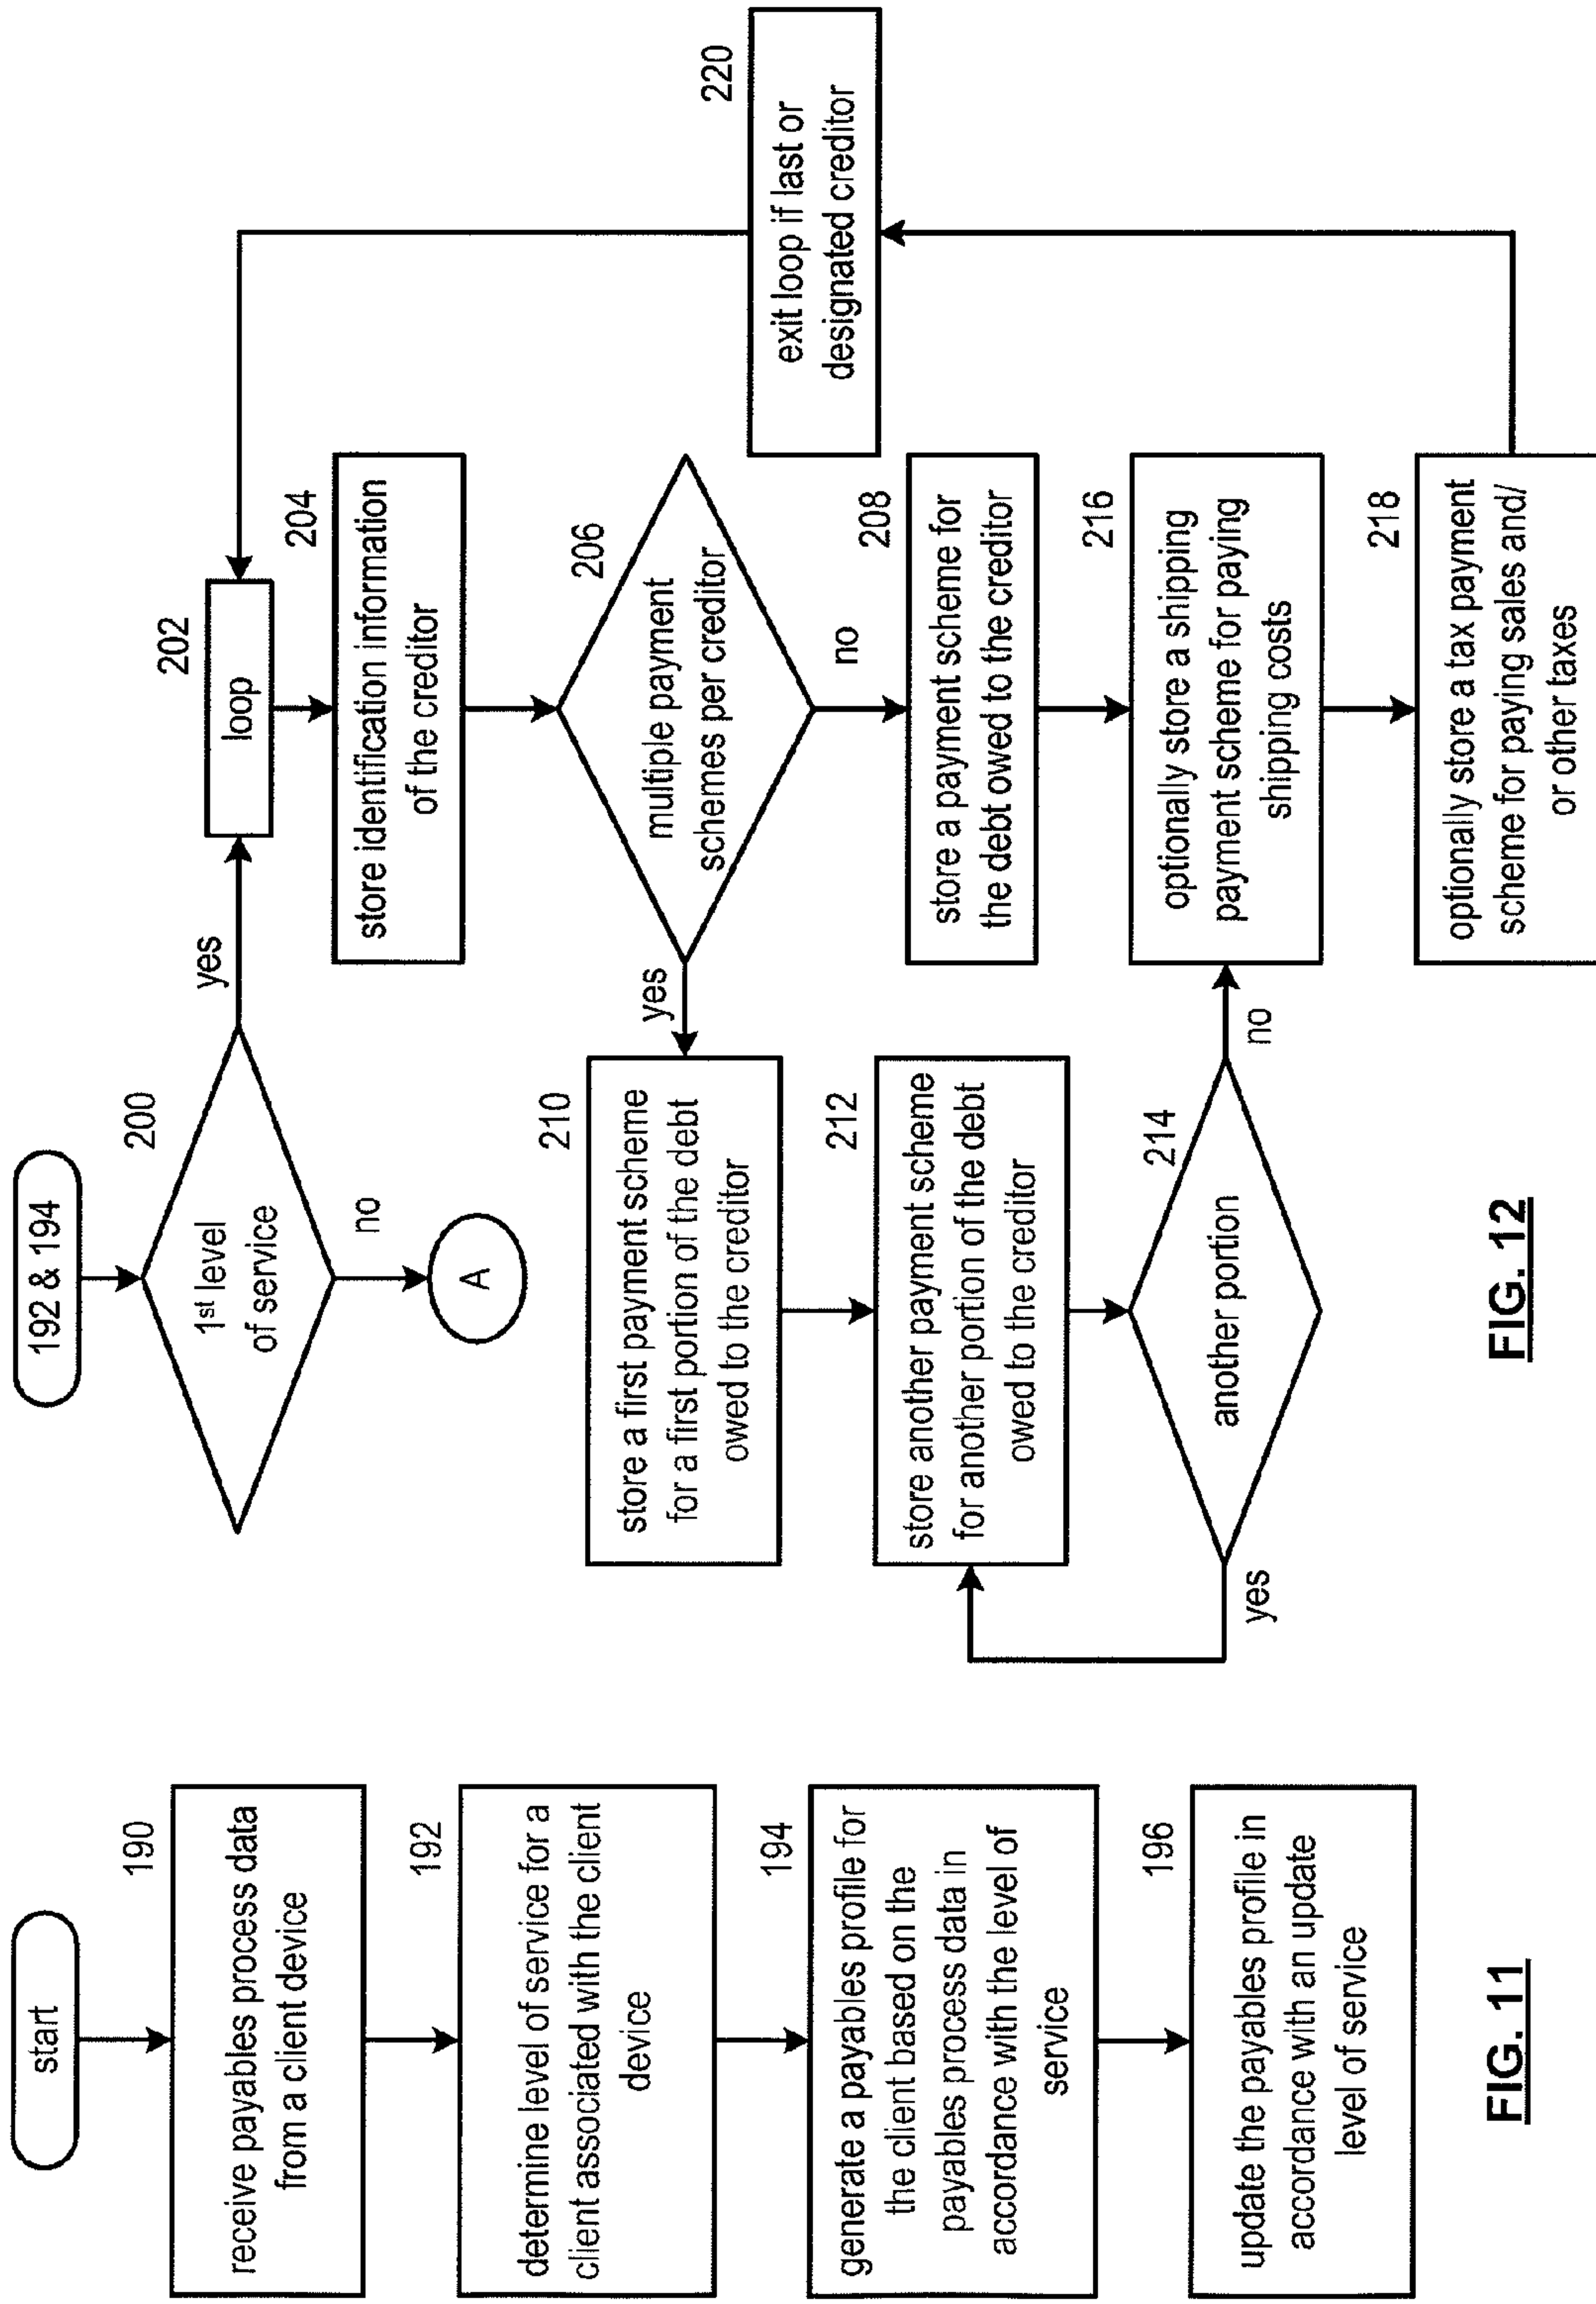 start
190
receive payables process data
from a client device
192
determine level of service for a
client associated with the client
device
194
generate a payables profile for
the client based on the
payables process data in
accordance with the level of
service
196
update the payables profile in
accordance with an update
level of service
FIG. 11
192 & 194
200
1st level
of service
yes
no
A
202
loop
204
store identification information
of the creditor
206
multiple payment
schemes per creditor
yes
no
208
store a payment scheme for
the debt owed to the creditor
210
store a first payment scheme
for a first portion of the debt
owed to the creditor
212
store another payment scheme
for another portion of the debt
owed to the creditor
214
another portion
yes
no
216
optionally store a shipping
payment scheme for paying
shipping costs
218
optionally store a tax payment
scheme for paying sales and/
or other taxes
220
exit loop if last or
designated creditor
FIG. 12